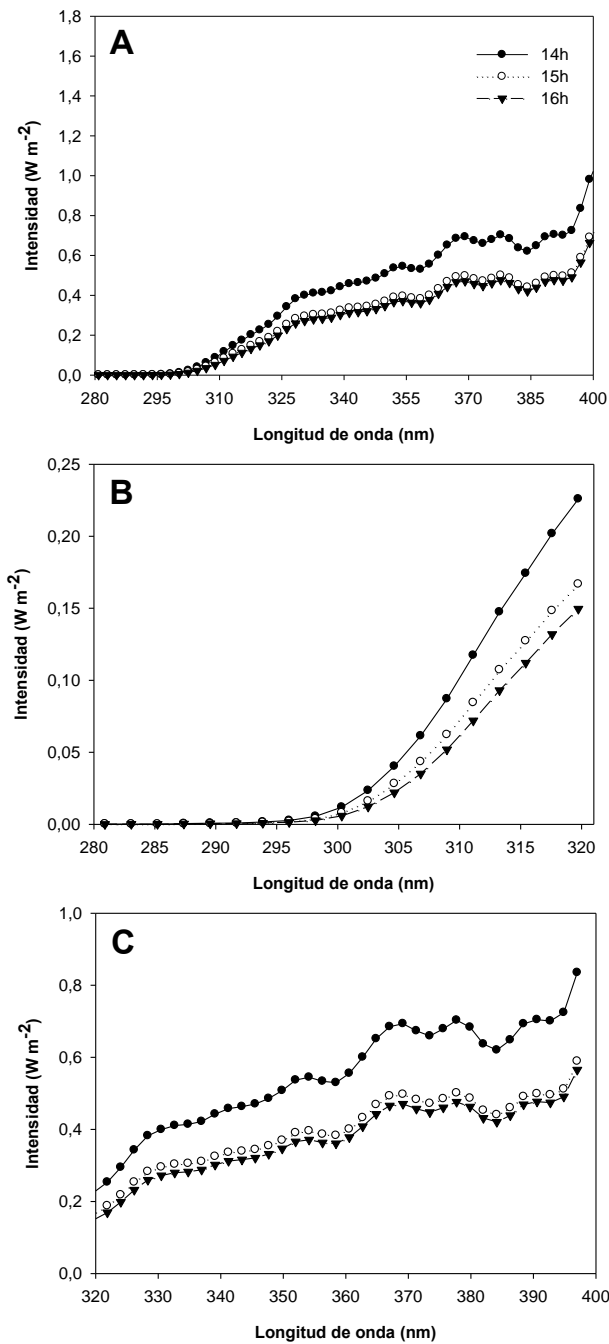 A
14h
15h
16h
1,8
1,6
1,4
1,2
1,0
0,8
0,6
0,4
0,2
0,0
Intensidad (W m-2)
280 295 310 325 340 355 370 385 400
Longitud de onda (nm)
B
0,25
0,20
0,15
0,10
0,05
0,00
Intensidad (W m-2)
280 285 290 295 300 305 310 315 320
Longitud de onda (nm)
C
1,0
0,8
0,6
0,4
0,2
0,0
Intensidad (W m-2)
320 330 340 350 360 370 380 390 400
Longitud de onda (nm)